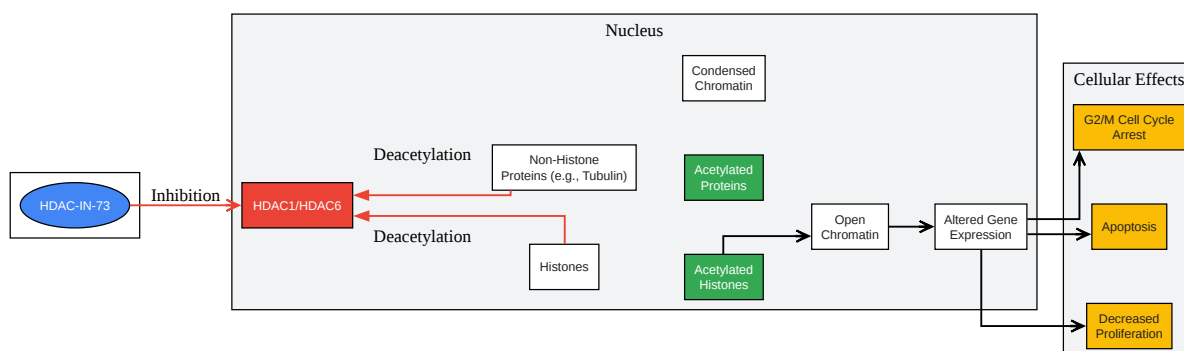 Nucleus
Condensed
Chromatin
Cellular Effects
G2/M Cell Cycle
Arrest
Deacetylation
Non-Histone
Proteins (e.g., Tubulin)
Acetylated
Proteins
Inhibition
HDAC-IN-73
HDAC1/HDAC6
Deacetylation
Histones
Acetylated
Histones
Open
Chromatin
Altered Gene
Expression
Apoptosis
Decreased
Proliferation